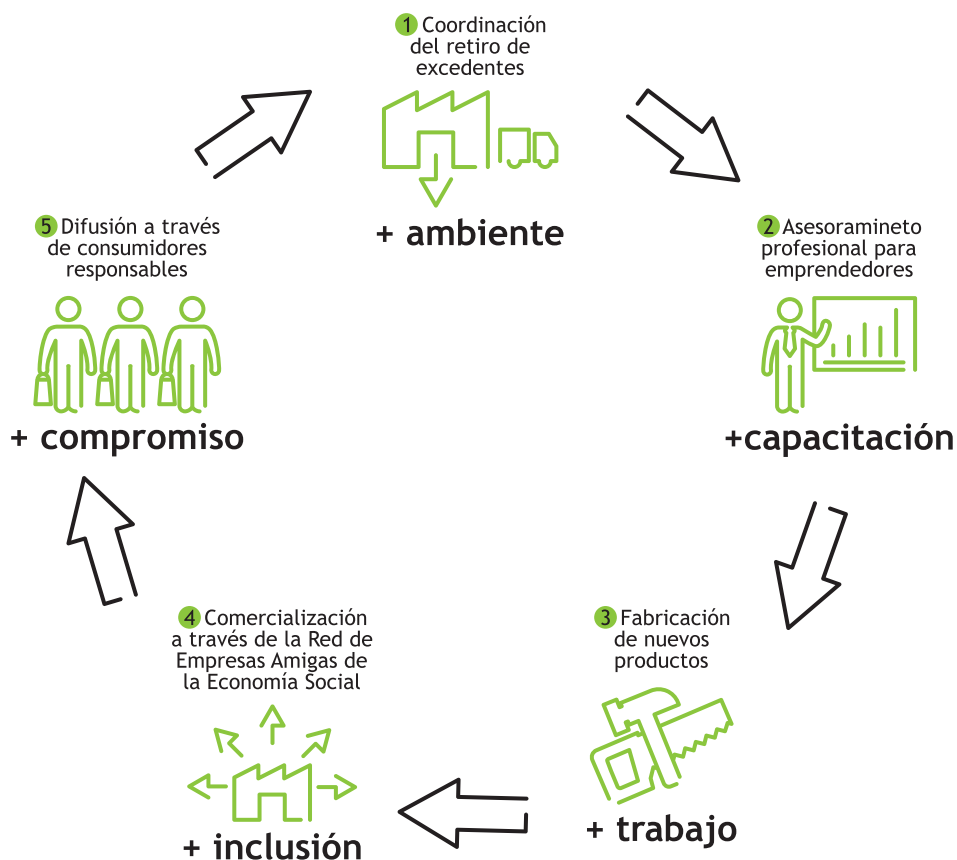 1 Coordinación
del retiro de
excedentes
+ ambiente
2 Asesoramineto
profesional para
emprendedores
+capacitación
3 Fabricación
de nuevos
productos
+ trabajo
4 Comercialización
a través de la Red de
Empresas Amigas de
la Economía Social
+ inclusión
5 Difusión a través
de consumidores
responsables
+ compromiso